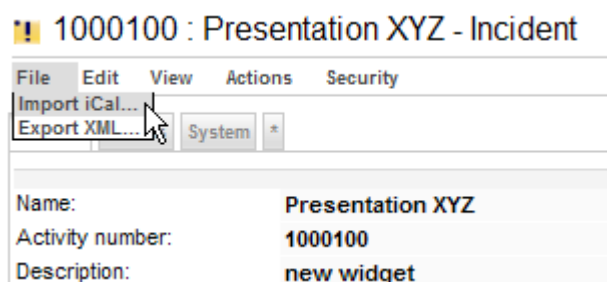 1000100 : Presentation XYZ - Incident
File Edit View Actions Security
Import iCal...
Export XML...
System *
Name: Presentation XYZ
Activity number: 1000100
Description: new widget